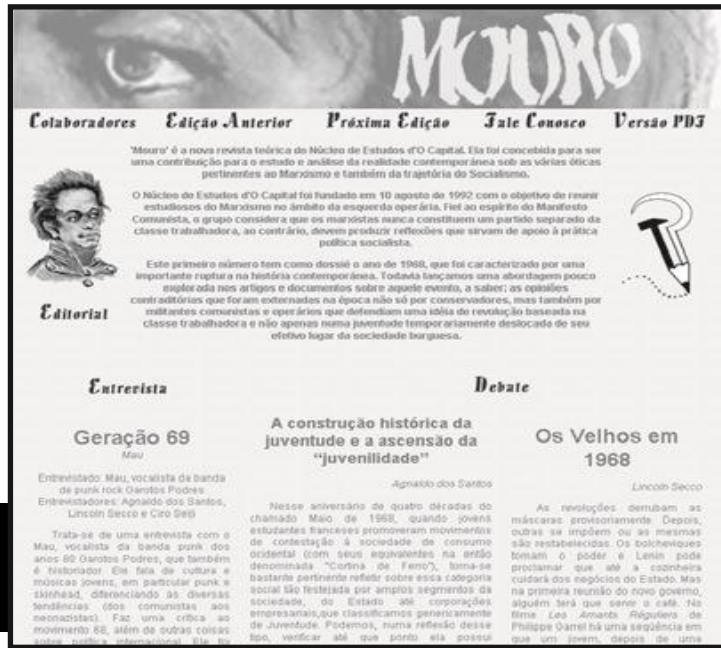 MOURO
Colaboradores Edição Anterior Próxima Edição Fale Conosco Versão PDF
'Mouro' é a nova revista teórica do Núcleo de Estudos d'O Capital. Ela foi concebida para ser
uma contribuição para o estudo e análise da realidade contemporânea sob as várias óticas
pertinentes ao Marxismo e também da trajetória do Socialismo.
O Núcleo de Estudos d'O Capital foi fundado em 10 agosto de 1992 com o objetivo de reunir
estudiosos do Marxismo no âmbito da esquerda operária. Fiel ao espírito do Manifesto
Comunista, o grupo considera que os marxistas nunca constituem um partido separado da
classe trabalhadora, ao contrário, devem produzir reflexões que sirvam de apoio à prática
política socialista.
Este primeiro número tem como dossiê o ano de 1968, que foi caracterizado por uma
importante ruptura na história contemporânea. Todavia lançamos uma abordagem pouco
explorada nos artigos e documentos sobre aquele evento, a saber; as opiniões
contraditórias que foram externadas na época não só por conservadores, mas também por
militantes comunistas e operários que defendiam uma idéia de revolução baseada na
classe trabalhadora e não apenas numa juventude temporariamente deslocada de seu
efetivo lugar da sociedade burguesa.
Editorial
Entrevista
Geração 69
Mau
Entrevistado: Mau, vocalista da banda
de punk rock Garotos Podres
Entrevistadores: Agnaldo dos Santos,
Lincoln Secco e Ciro Seiji
Trata-se de uma entrevista com o
Mau, vocalista da banda punk dos
anos 80 Garotos Podres, que também
é historiador. Ele fala de cultura e
músicas jovens, em particular punk e
skinhead, diferenciando as diversas
tendências (dos comunistas aos
neonazistas). Faz uma crítica ao
movimento 68, além de outras coisas
sobre política internacional. Ele foi
Debate
A construção histórica da
juventude e a ascensão da
“juvenilidade”
Agnaldo dos Santos
Nesse aniversário de quatro décadas do
chamado Maio de 1968, quando jovens
estudantes franceses promoveram movimentos
de contestação à sociedade de consumo
ocidental (com seus equivalentes na então
denominada "Cortina de Ferro"), torna-se
bastante pertinente refletir sobre essa categoria
social tão festejada por amplos segmentos da
sociedade, do Estado até corporações
empresariais,que classificamos genericamente
de Juventude. Podemos, numa reflexão desse
tipo, verificar até que ponto ela possui
Os Velhos em
1968
Lincoln Secco
As revoluções derrubam as
máscaras provisoriamente. Depois,
outras se impõem ou as mesmas
são restabelecidas. Os bolcheviques
tomam o poder e Lenin pode
proclamar que até a cozinheira
cuidará dos negócios do Estado. Mas
na primeira reunião do novo governo,
alguém terá que servir o café. No
filme Les Amants Réguliers de
Philippe Garrel há uma seqüência em
que um jovem, depois de uma